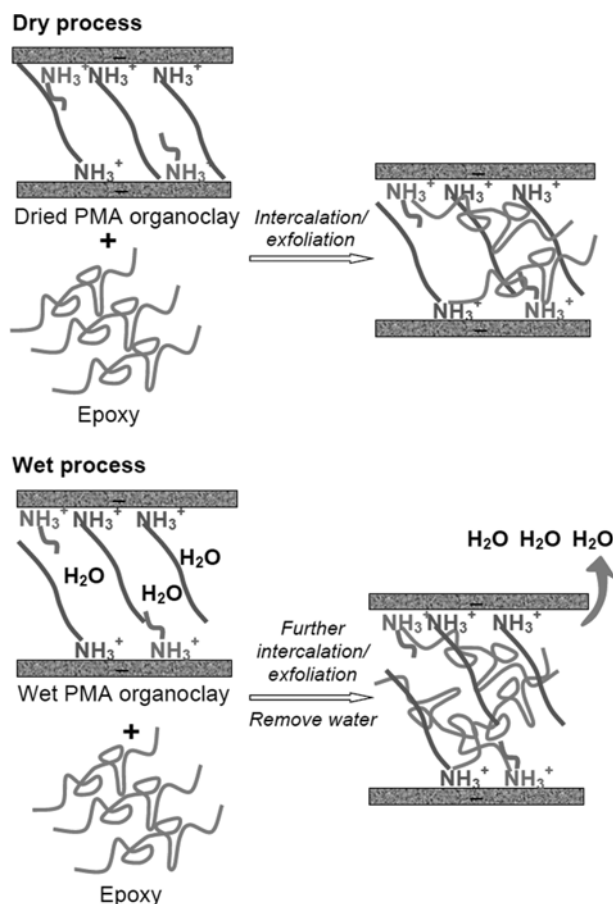 Dry process
NH₃⁺ NH₃⁺ NH₃⁺
NH₃⁺ NH₃⁺
Dried PMA organoclay
+
Epoxy
Intercalation/
exfoliation
NH₃⁺ NH₃⁺ NH₃⁺
NH₃⁺ NH₃⁺
Wet process
NH₃⁺ NH₃⁺ NH₃⁺
H₂O H₂O H₂O
NH₃⁺ NH₃⁺
Wet PMA organoclay
+
Epoxy
Further
intercalation/
exfoliation
Remove water
H₂O H₂O H₂O
NH₃⁺ NH₃⁺ NH₃⁺
NH₃⁺ NH₃⁺